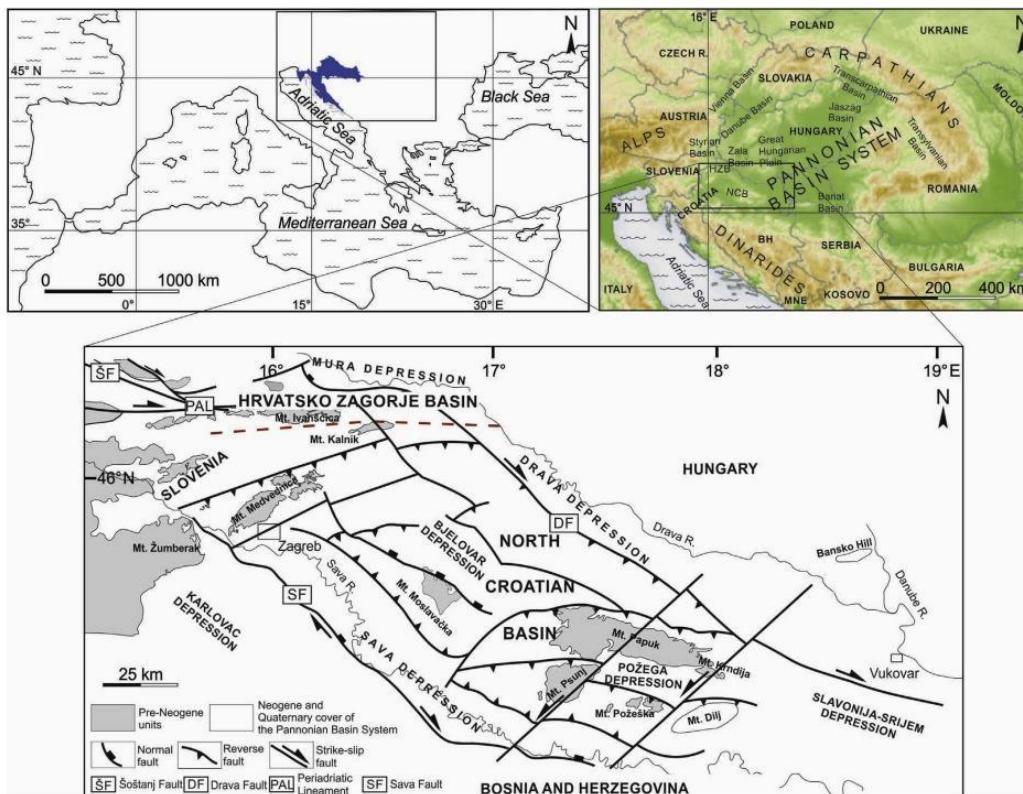 N
45° N
Black Sea
Adriatic Sea
35°
Mediterranean Sea
0 500 1000 km
0° 15° 30° E
16° E
N
POLAND
UKRAINE
CZECH R.
CARPATHIANS
SLOVAKIA
Transcarpathian
Basin
MOLDO
Vienna Basin
Danube Basin
Jaszag
Basin
AUSTRIA
HUNGARY
ALPS
Styrian
Basin
Zala
Basin
Great
Hungarian
Plain
Transylvanian
Basin
PANNONIAN
BASIN SYSTEM
SLOVENIA
HZB
NCB
CROATIA
ROMANIA
Banat
Basin
45° N
BH
SERBIA
DINARIDES
Adriatic Sea
BULGARIA
ITALY
MNE
KOSOVO
0 200 400 km
16° 17° 18° 19° E
MURA DEPRESSION
ŠF
N
PAL
HRVATSKO ZAGORJE BASIN
Mt. Ivanščica
Mt. Kalnik
SLOVENIA
46°N
HUNGARY
Mt. Medvednica
DRAVA DEPRESSION
DF
Drava R.
Mt. Žumberak
Zagreb
BJELOVAR
DEPRESSION
NORTH
CROATIAN
BASIN
Bansko Hill
Danube R.
Sava R.
SF
Mt. Moslavačka
KARLOVAC
DEPRESSION
SAVA DEPRESSION
Mt. Papuk
Mt. Krndija
Vukovar
Mt. Psunj
POŽEGA
DEPRESSION
Mt. Požeška
Mt. Dilj
SLAVONIJA-SRIJEM
DEPRESSION
25 km
Pre-Neogene
units
Neogene and
Quaternary cover of
the Pannonian Basin System
Normal
fault
Reverse
fault
Strike-slip
fault
ŠF Šoštanj Fault DF Drava Fault PAL Periadriatic
Lineament SF Sava Fault
BOSNIA AND HERZEGOVINA